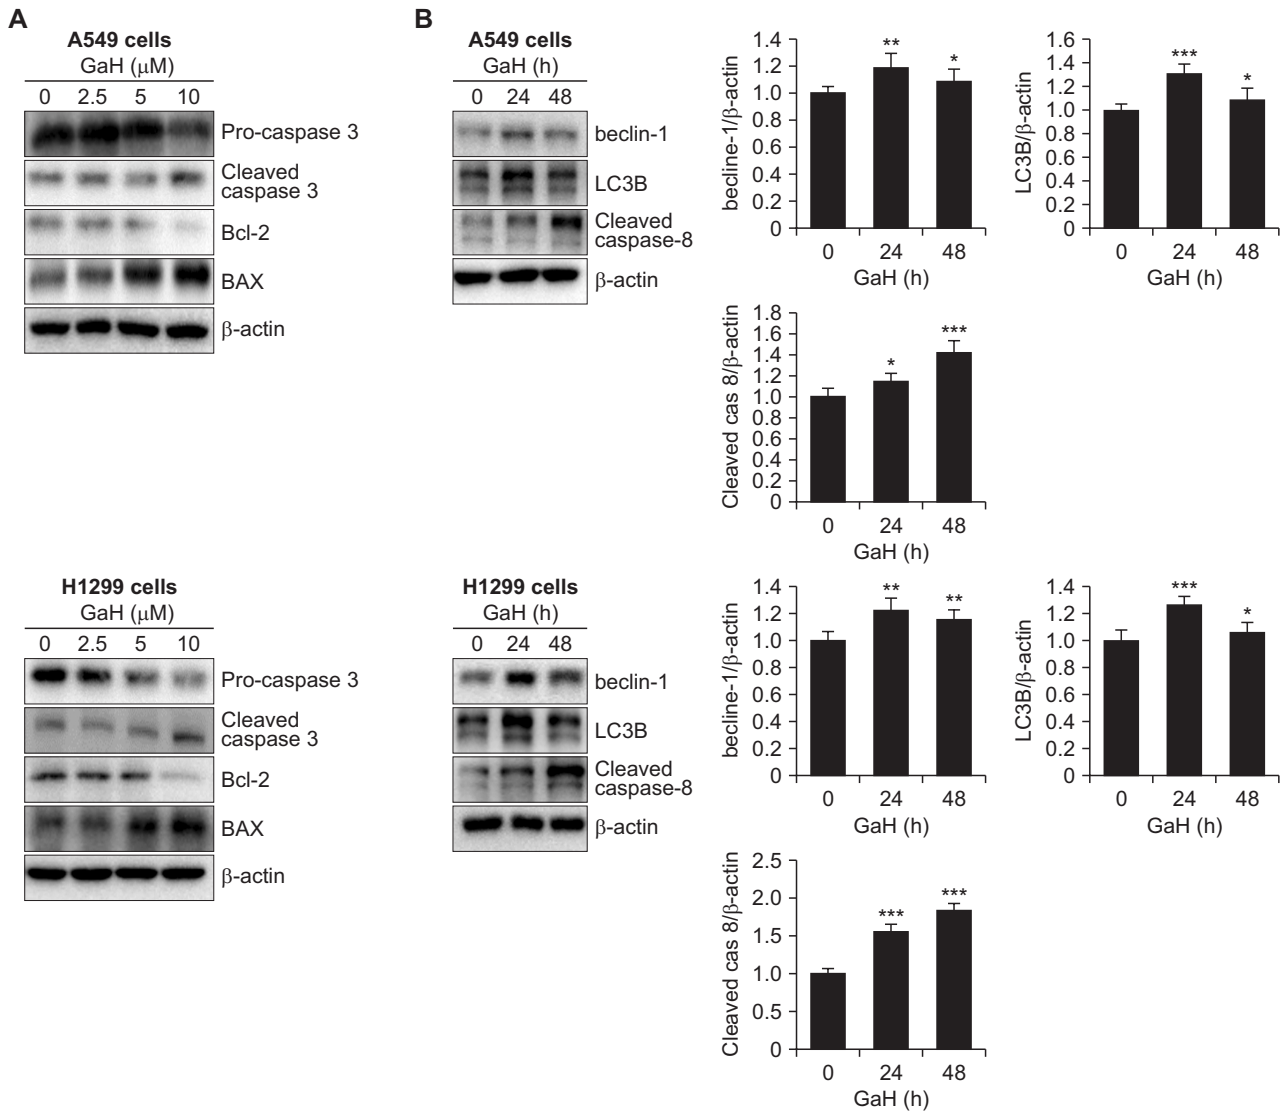 A
A549 cells
GaH (μM)
0 2.5 5 10
Pro-caspase 3
Cleaved
caspase 3
Bcl-2
BAX
β-actin
B
A549 cells
GaH (h)
0 24 48
beclin-1
LC3B
Cleaved
caspase-8
β-actin
becline-1/β-actin
1.4
1.2
1.0
0.8
0.6
0.4
0.2
0
** *
0 24 48
GaH (h)
LC3B/β-actin
1.6
1.4
1.2
1.0
0.8
0.6
0.4
0.2
0
*** *
0 24 48
GaH (h)
Cleaved cas 8/β-actin
1.8
1.6
1.4
1.2
1.0
0.8
0.6
0.4
0.2
0
* ***
0 24 48
GaH (h)
H1299 cells
GaH (μM)
0 2.5 5 10
Pro-caspase 3
Cleaved
caspase 3
Bcl-2
BAX
β-actin
H1299 cells
GaH (h)
0 24 48
beclin-1
LC3B
Cleaved
caspase-8
β-actin
becline-1/β-actin
1.4
1.2
1.0
0.8
0.6
0.4
0.2
0
** **
0 24 48
GaH (h)
LC3B/β-actin
1.4
1.2
1.0
0.8
0.6
0.4
0.2
0
*** *
0 24 48
GaH (h)
Cleaved cas 8/β-actin
2.5
2.0
1.5
1.0
0.5
0
*** ***
0 24 48
GaH (h)